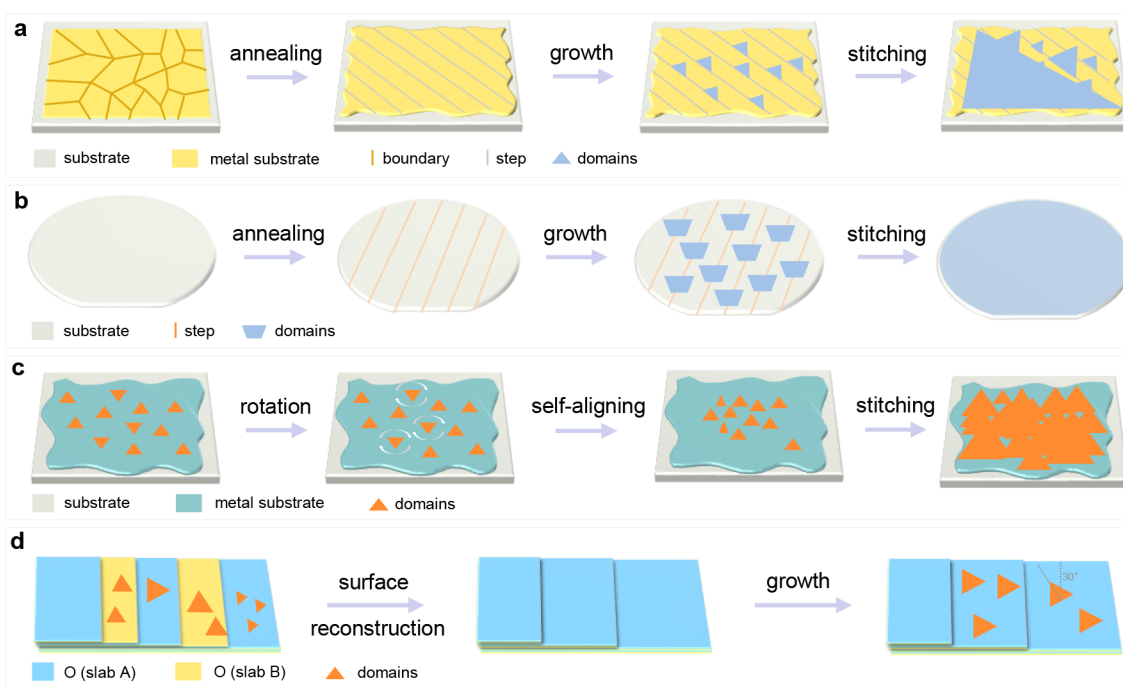 a
annealing
growth
stitching
substrate
metal substrate
boundary
step
domains
b
annealing
growth
stitching
substrate
step
domains
c
rotation
self-aligning
stitching
substrate
metal substrate
domains
d
surface
reconstruction
growth
30°
O (slab A)
O (slab B)
domains